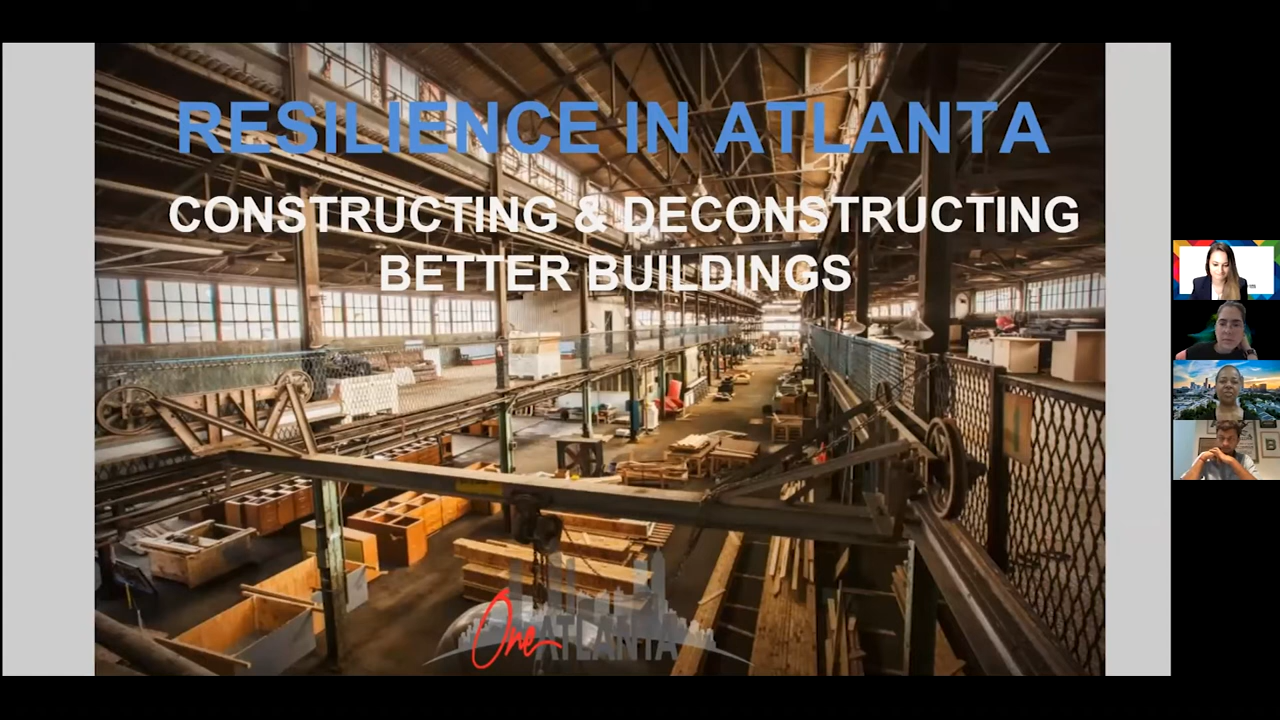 RESILIENCE IN ATLANTA
CONSTRUCTING & DECONSTRUCTING
BETTER BUILDINGS
One ATLANTA